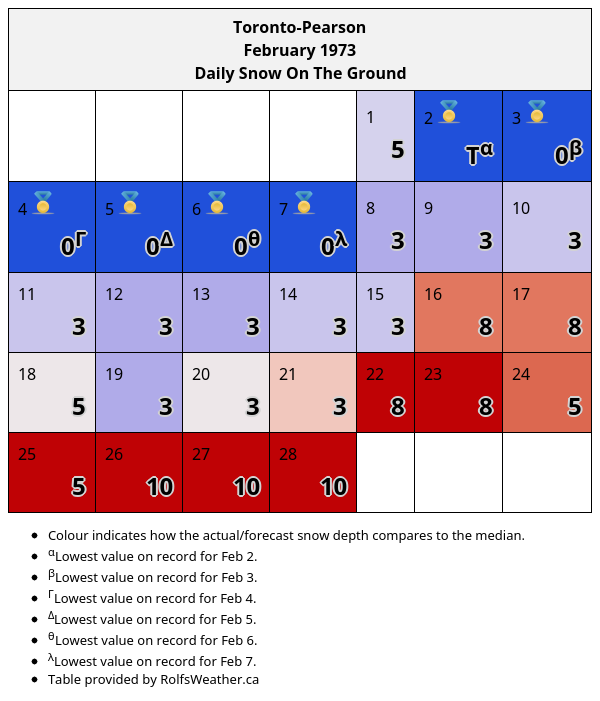 Toronto-Pearson
February 1973
Daily Snow On The Ground
1 2 3
5 Tα 0β
4 5 6 7 8 9 10
0Γ 0Δ 0θ 0λ 3 3 3
11 12 13 14 15 16 17
3 3 3 3 3 8 8
18 19 20 21 22 23 24
5 3 3 3 8 8 5
25 26 27 28
5 10 10 10
• Colour indicates how the actual/forecast snow depth compares to the median.
• αLowest value on record for Feb 2.
• βLowest value on record for Feb 3.
• ΓLowest value on record for Feb 4.
• ΔLowest value on record for Feb 5.
• θLowest value on record for Feb 6.
• λLowest value on record for Feb 7.
• Table provided by RolfsWeather.ca